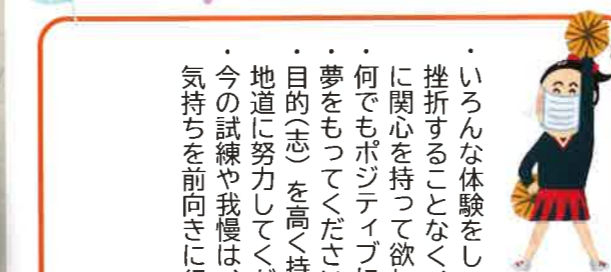 ・いろんな体験をし
挫折することなく、
に関心を持って欲
・何でもポジティブに
・夢をもってください
・目的(志)を高く持
地道に努力してくだ
・今の試練や我慢は、
気持ちを前向きに